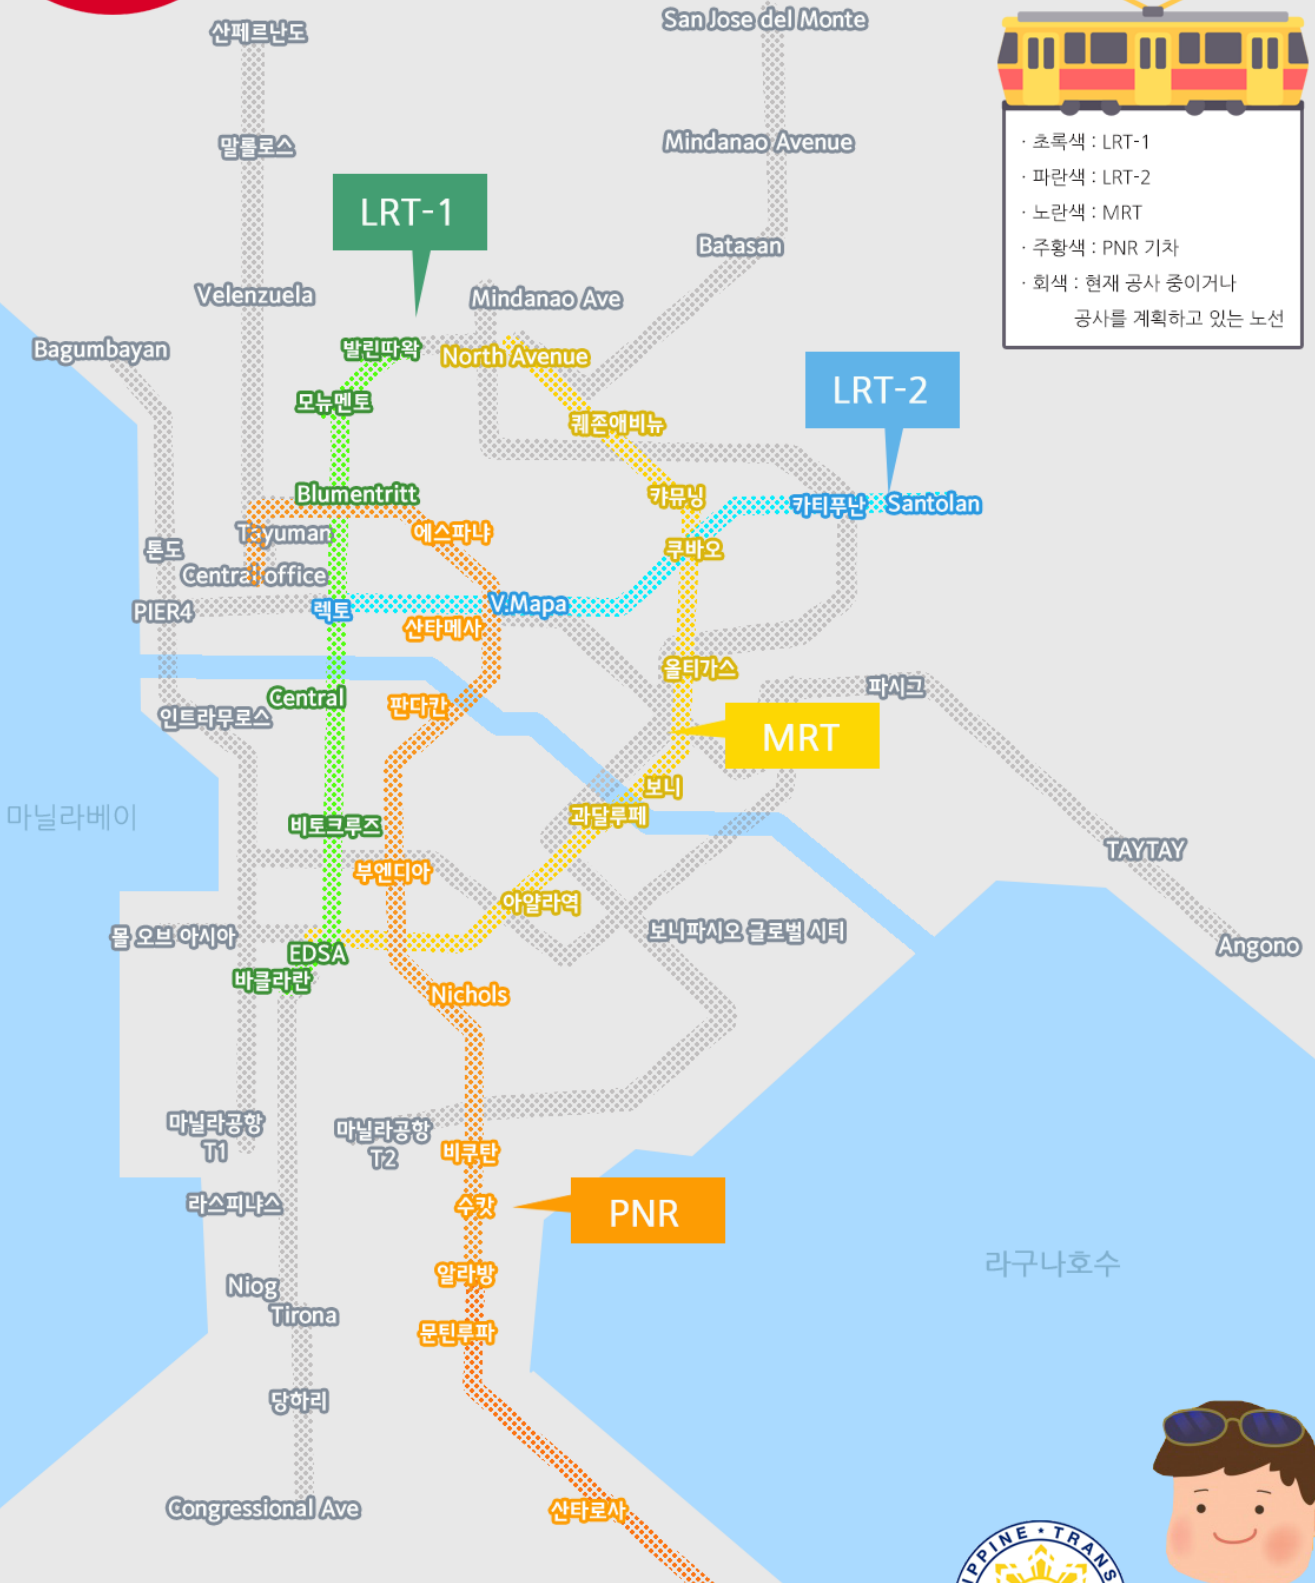 San Jose del Monte
산페르난도
· 초록색 : LRT-1
· 파란색 : LRT-2
· 노란색 : MRT
· 주황색 : PNR 기차
· 회색 : 현재 공사 중이거나
공사를 계획하고 있는 노선
말롤로스
Mindanao Avenue
LRT-1
Batasan
Velenzuela
Mindanao Ave
Bagumbayan
발린따왁
North Avenue
LRT-2
모뉴멘토
퀘존애비뉴
Blumentritt
캬뮤닝
카티푸난
Santolan
Tayuman
에스파냐
톤도
쿠바오
Central office
PIER4
렉토
V.Mapa
산타메사
올티가스
파시그
Central
판다칸
인트라무로스
MRT
보니
마닐라베이
과달루페
비토크루즈
TAYTAY
부엔디아
아얄라역
몰 오브 아시아
보니파시오 글로벌 시티
Angono
EDSA
바클라란
Nichols
마닐라공항
T1
마닐라공항
T2
비쿠탄
라스피냐스
수캇
PNR
라구나호수
알라방
Niog
Tirona
문틴루파
당하리
Congressional Ave
산타로사